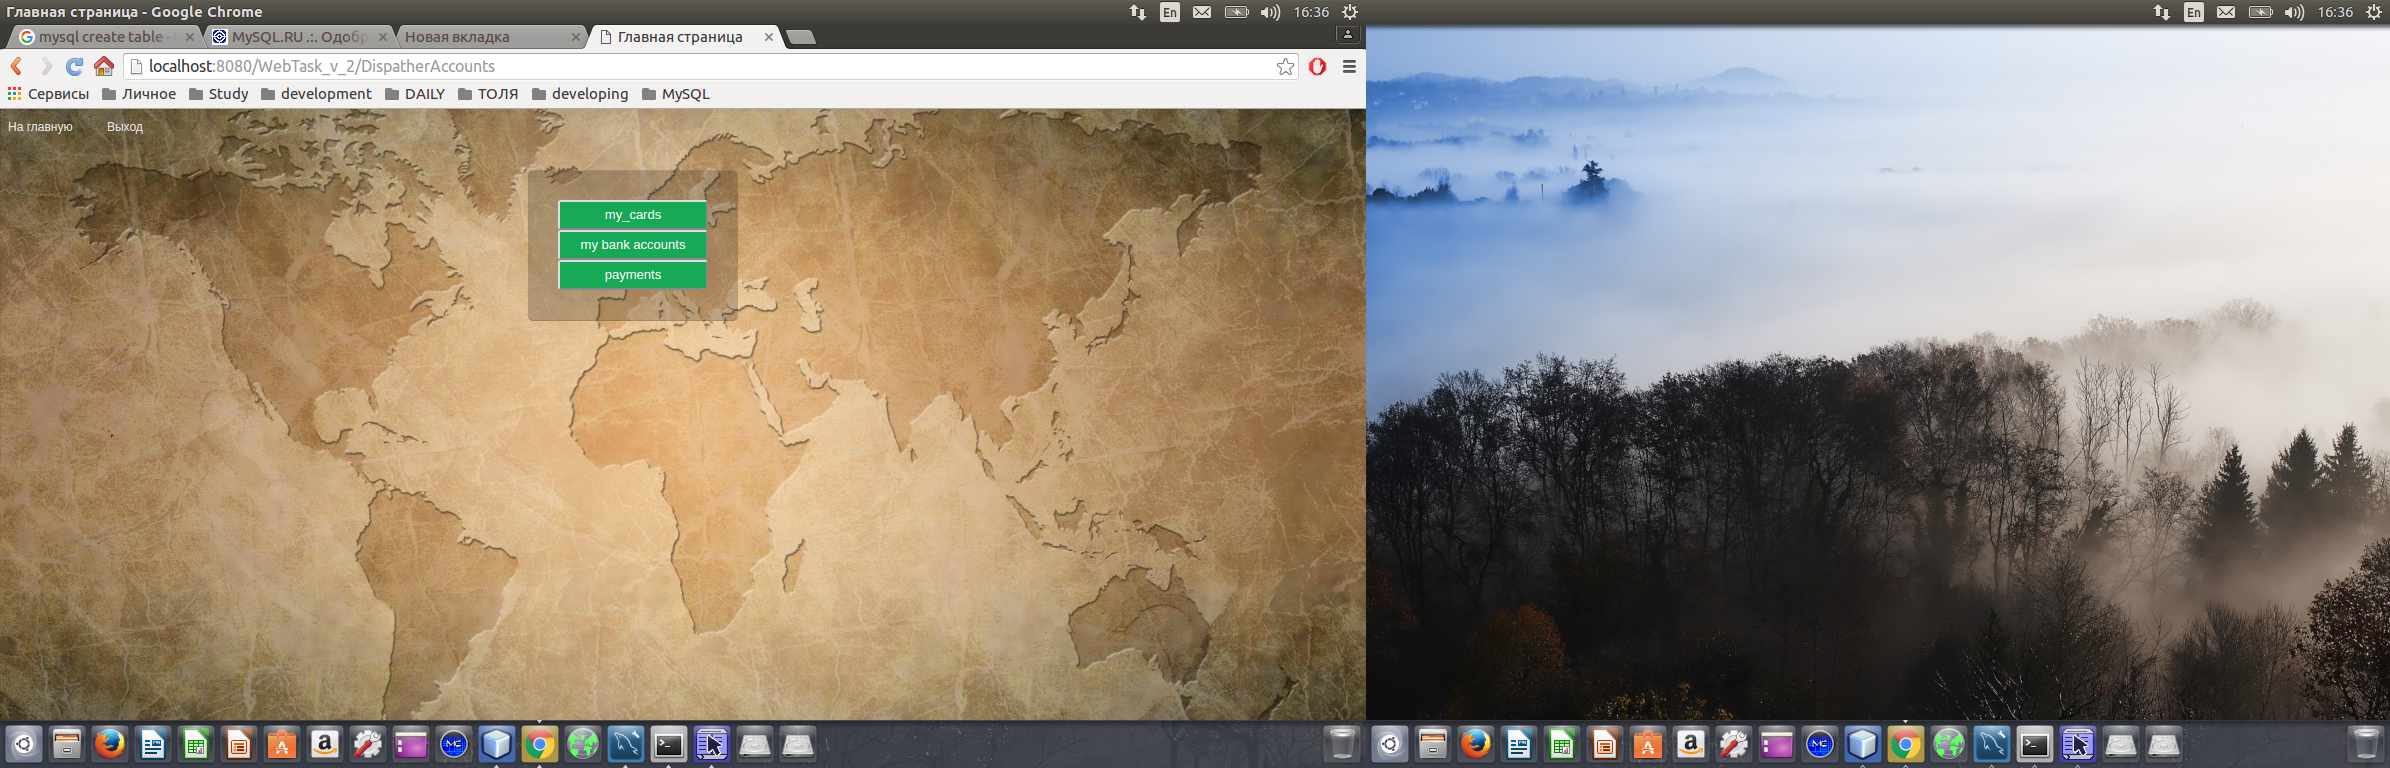 Главная страница - Google Chrome
En
16:36
En
16:36
mysql create table -
MySQL.RU .:. Одобр
Новая вкладка
Главная страница
localhost:8080/WebTask_v_2/DispatherAccounts
Сервисы
Личное
Study
development
DAILY
ТОЛЯ
developing
MySQL
На главную
Выход
my_cards
my bank accounts
payments